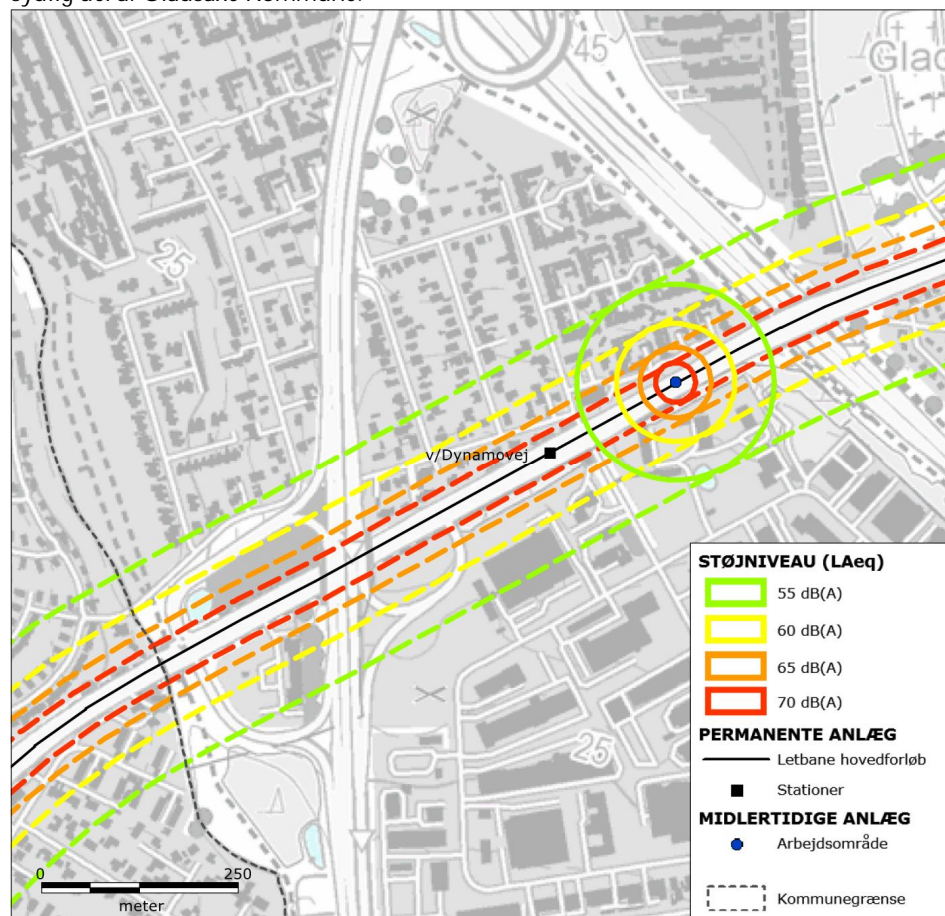 45
Glad
25
v/Dynamovej
25
STØJNIVEAU (LAeq)
55 dB(A)
60 dB(A)
65 dB(A)
70 dB(A)
PERMANENTE ANLÆG
Letbane hovedforløb
Stationer
MIDLERTIDIGE ANLÆG
Arbejdsområde
Kommunegrænse
0 250
meter